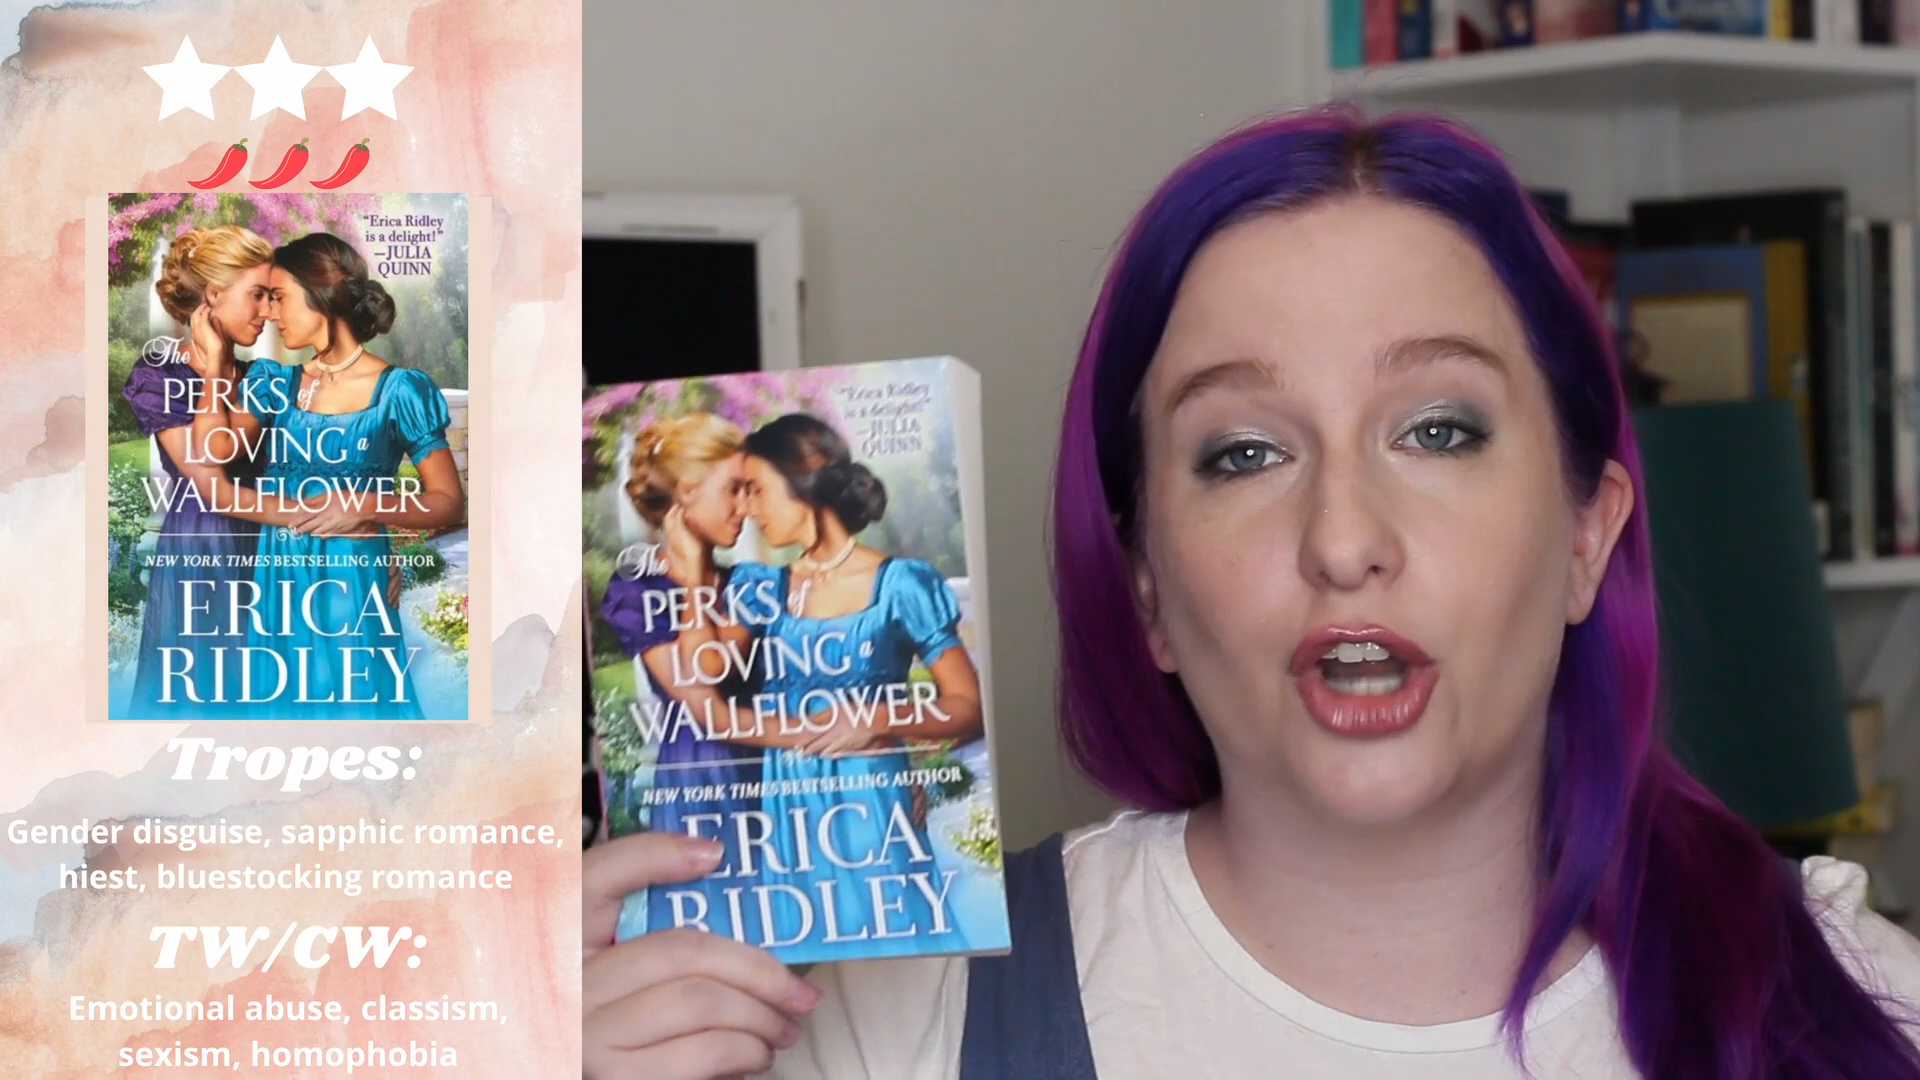 "Erica Ridley
is a delight!"
—JULIA
QUINN
The
PERKS of
LOVING a
WALLFLOWER
NEW YORK TIMES BESTSELLING AUTHOR
ERICA
RIDLEY
Tropes:
Gender disguise, sapphic romance,
hiest, bluestocking romance
TW/CW:
Emotional abuse, classism,
sexism, homophobia
"Erica Ridley
is a delight!"
—JULIA
QUINN
The
PERKS of
LOVING a
WALLFLOWER
NEW YORK TIMES BESTSELLING AUTHOR
ERICA
RIDLEY